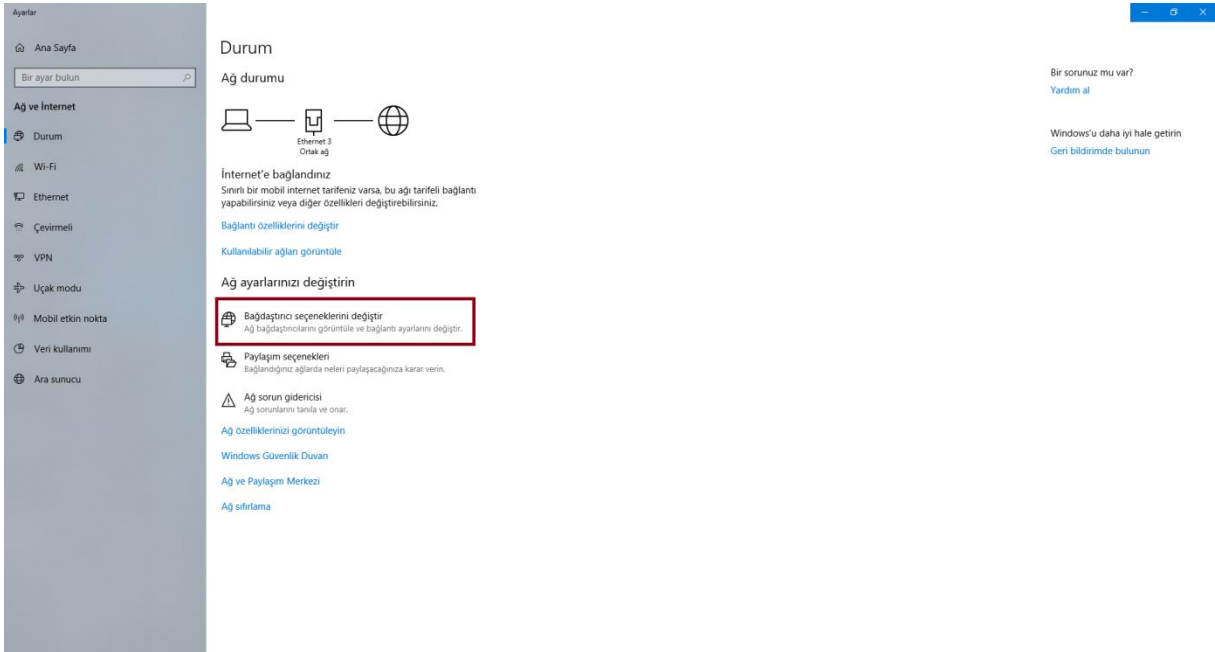 Ayarlar
Ana Sayfa
Bir ayar bulun
Ağ ve İnternet
Durum
Wi-Fi
Ethernet
Çevirmeli
VPN
Uçak modu
Mobil etkin nokta
Veri kullanımı
Ara sunucu
Durum
Ağ durumu
Ethernet 3
Ortak ağ
İnternet'e bağlandınız
Sınırlı bir mobil internet tarifeniz varsa, bu ağı tarifeli bağlantı
yapabilirsiniz veya diğer özellikleri değiştirebilirsiniz.
Bağlantı özelliklerini değiştir
Kullanılabilir ağları görüntüle
Ağ ayarlarınızı değiştirin
Bağdaştırıcı seçeneklerini değiştir
Ağ bağdaştırıcılarını görüntüle ve bağlantı ayarlarını değiştir.
Paylaşım seçenekleri
Bağlandığınız ağlarda neleri paylaşacağınıza karar verin.
Ağ sorun gidericisi
Ağ sorunlarını tanıla ve onar.
Ağ özelliklerinizi görüntüleyin
Windows Güvenlik Duvarı
Ağ ve Paylaşım Merkezi
Ağ sıfırlama
Bir sorunuz mu var?
Yardım al
Windows'u daha iyi hale getirin
Geri bildirimde bulunun